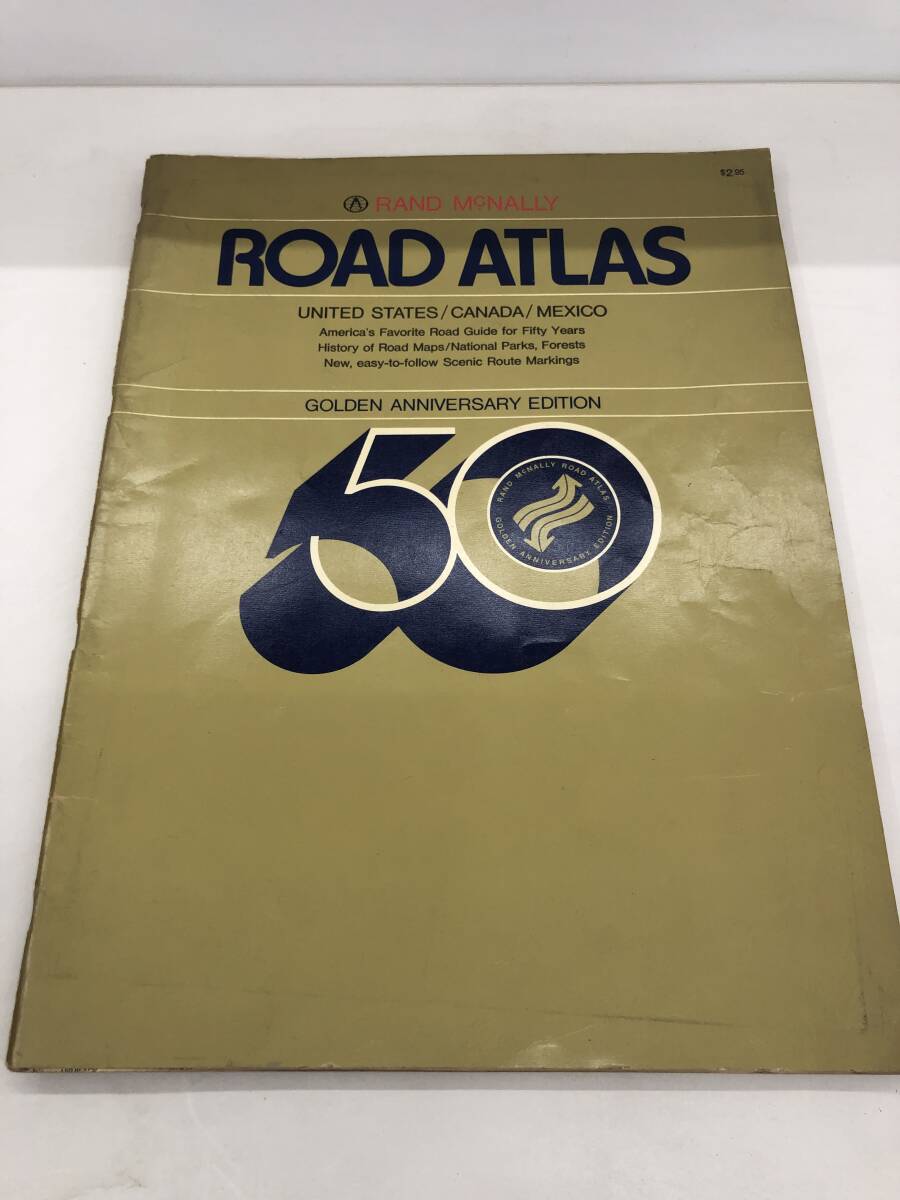 $2.95
RAND McNALLY
ROAD ATLAS
UNITED STATES/CANADA/MEXICO
America's Favorite Road Guide for Fifty Years
History of Road Maps/National Parks, Forests
New, easy-to-follow Scenic Route Markings
GOLDEN ANNIVERSARY EDITION
50
RAND McNALLY ROAD ATLAS
GOLDEN ANNIVERSARY EDITION